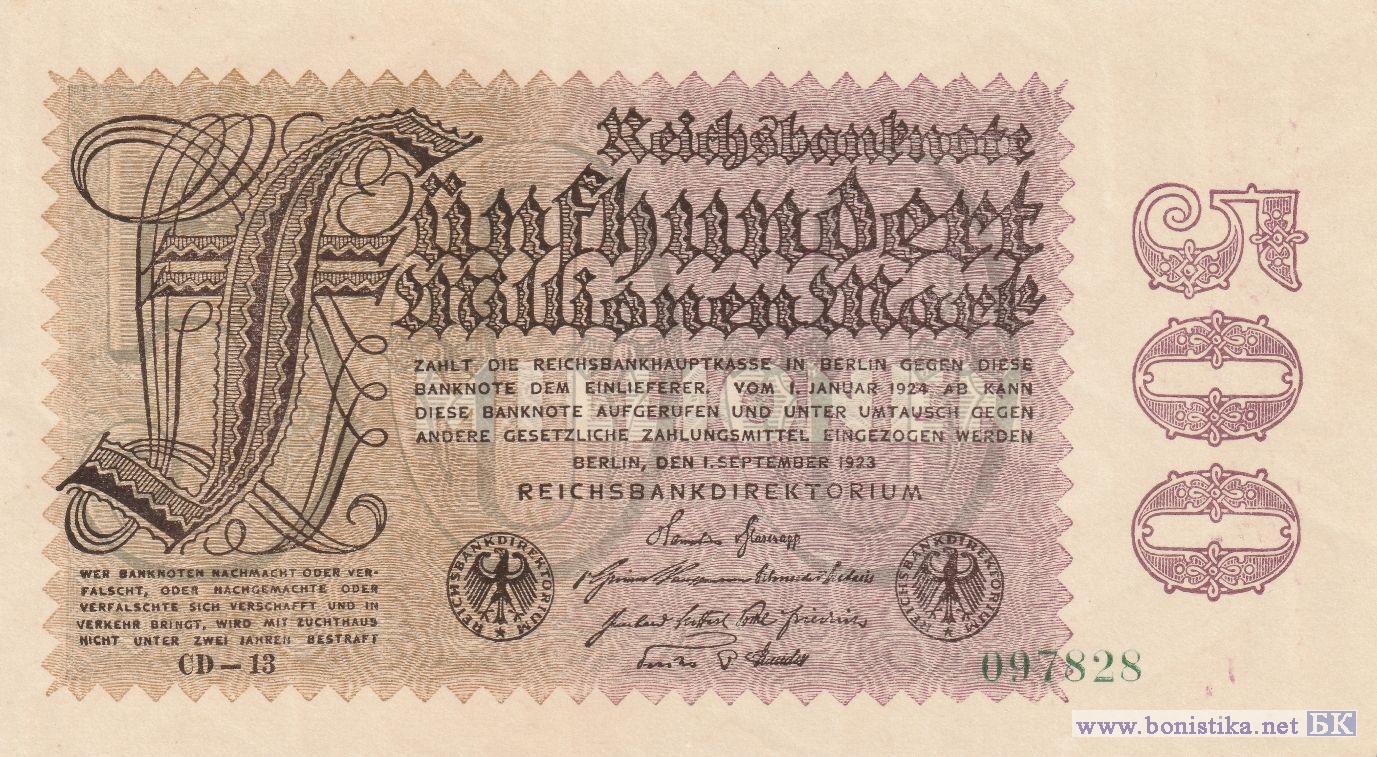 Reichsbanknote
Fünfhundert
Millionen Mark
ZAHLT DIE REICHSBANKHAUPTKASSE IN BERLIN GEGEN DIESE
BANKNOTE DEM EINLIEFERER. VOM 1. JANUAR 1924 AB KANN
DIESE BANKNOTE AUFGERUFEN UND UNTER UMTAUSCH GEGEN
ANDERE GESETZLICHE ZAHLUNGSMITTEL EINGEZOGEN WERDEN
BERLIN, DEN 1. SEPTEMBER 1923
REICHSBANKDIREKTORIUM
REICHSBANKDIREKTORIUM
REICHSBANKDIREKTORIUM
WER BANKNOTEN NACHMACHT ODER VER-
FÄLSCHT, ODER NACHGEMACHTE ODER
VERFÄLSCHTE SICH VERSCHAFFT UND IN
VERKEHR BRINGT, WIRD MIT ZUCHTHAUS
NICHT UNTER ZWEI JAHREN BESTRAFT
CD-13
097828
500
www.bonistika.net БК